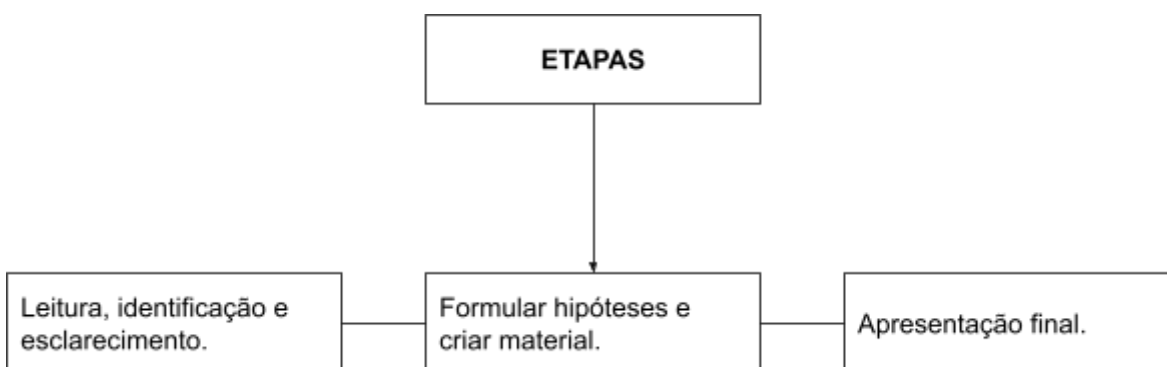 ETAPAS
Leitura, identificação e
esclarecimento.
Formular hipóteses e
criar material.
Apresentação final.